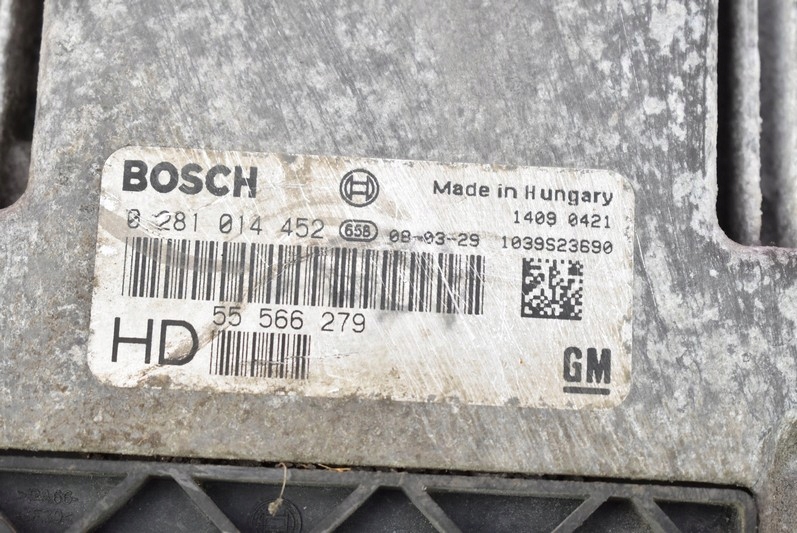 BOSCH
Made in Hungary
1409 0421
0 281 014 452 658 08-03-29 1039S23690
55 566 279
HD
GM